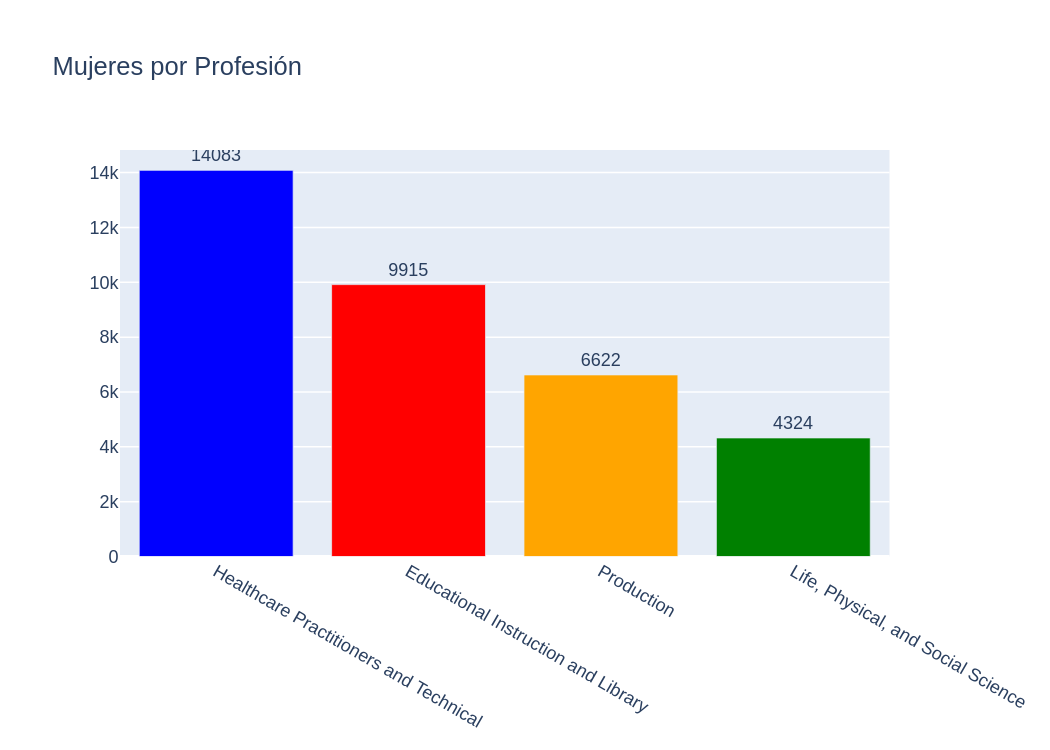 Mujeres por Profesión
14083
14k
12k
10k
9915
8k
6622
6k
4324
4k
2k
0
Healthcare Practitioners and Technical
Educational Instruction and Library
Production
Life, Physical, and Social Science